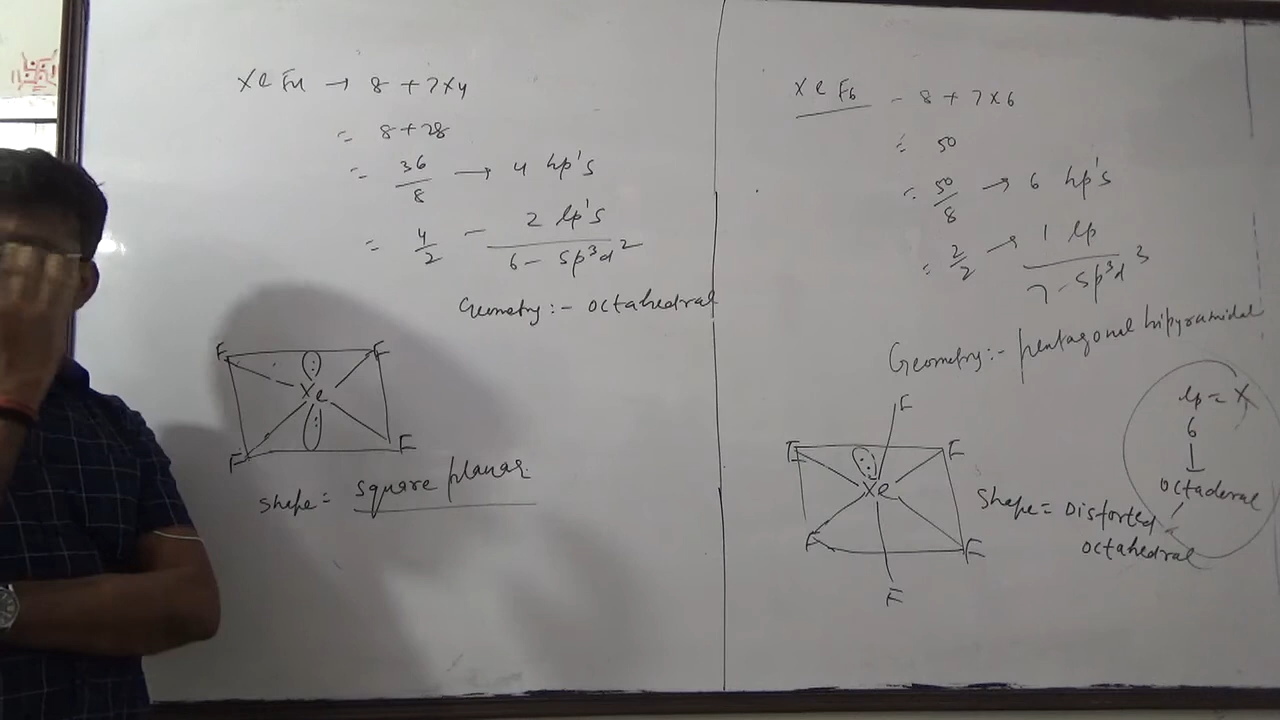 XeF4 → 8 + 7×4
= 8 + 28
= 36/8 → 4 bp's
= 4/2 - 2 lp's
6 - sp³d²
Geometry:- octahedral
F F
Xe
F F
Shape = square planar
XeF6 - 8 + 7×6
= 50
= 50/8 → 6 bp's
= 2/2 → 1 lp
7 - sp³d³
Geometry:- pentagonal bipyramidal
F
F F
Xe
F F
F
Shape = Distorted
octahedral
lp = X
6
octaderal